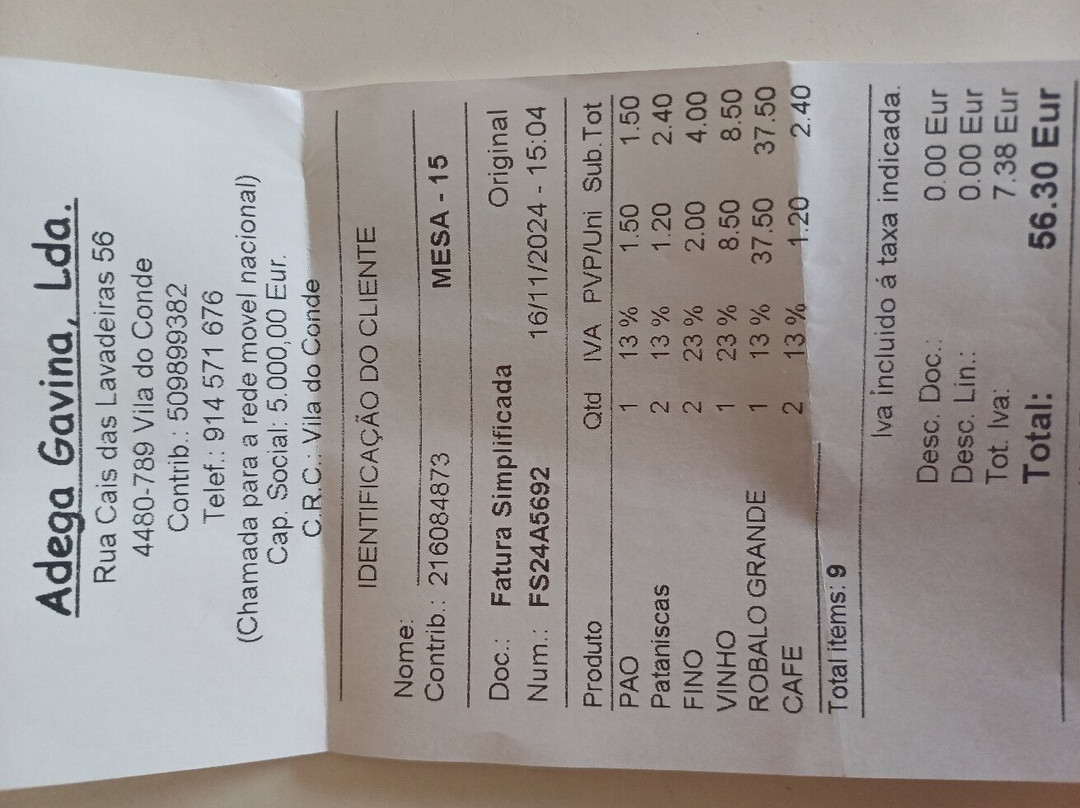 Adega Gavina, Lda.
Rua Cais das Lavadeiras 56
4480-789 Vila do Conde
Contrib.: 509899382
Telef.: 914 571 676
(Chamada para a rede movel nacional)
Cap. Social: 5.000,00 Eur.
C.R.C.: Vila do Conde
IDENTIFICAÇÃO DO CLIENTE
Nome:
Contrib.: 216084873 MESA - 15
Doc.: Fatura Simplificada Original
Num.: FS24A5692 16/11/2024 - 15:04
Produto Qtd IVA PVP/Uni Sub.Tot
PAO 1 13 % 1.50 1.50
Pataniscas 2 13 % 1.20 2.40
FINO 2 23 % 2.00 4.00
VINHO 1 23 % 8.50 8.50
ROBALO GRANDE 1 13 % 37.50 37.50
CAFE 2 13 % 1.20 2.40
Total items: 9
Iva incluido á taxa indicada.
Desc. Doc.: 0.00 Eur
Desc. Lin.: 0.00 Eur
Tot. Iva: 7.38 Eur
Total: 56.30 Eur